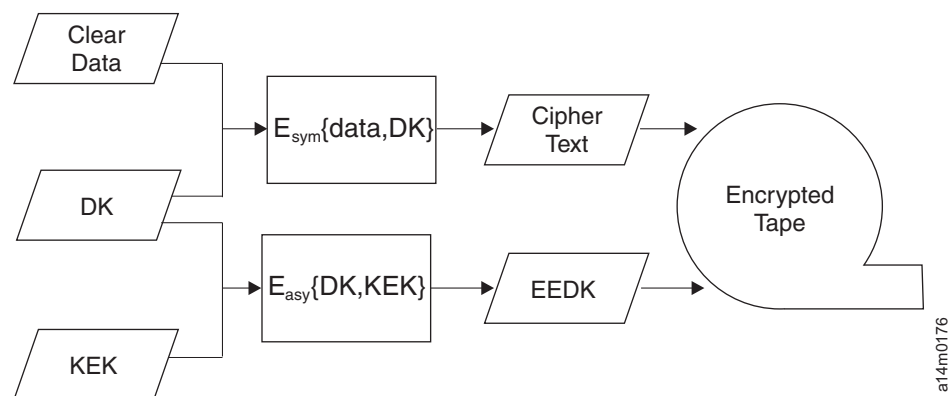 Clear
Data
E_sym{data,DK}
Cipher
Text
Encrypted
Tape
DK
E_asy{DK,KEK}
EEDK
KEK
a14m0176